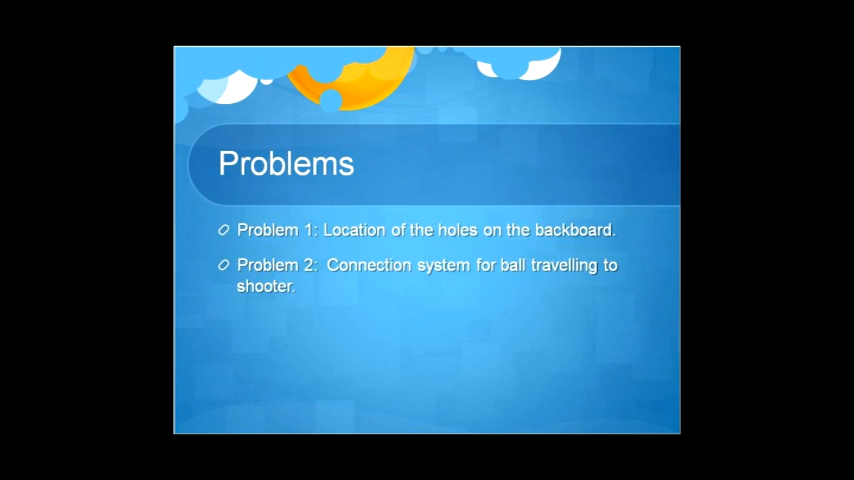 Problems
Problem 1: Location of the holes on the backboard.
Problem 2: Connection system for ball travelling to
shooter.